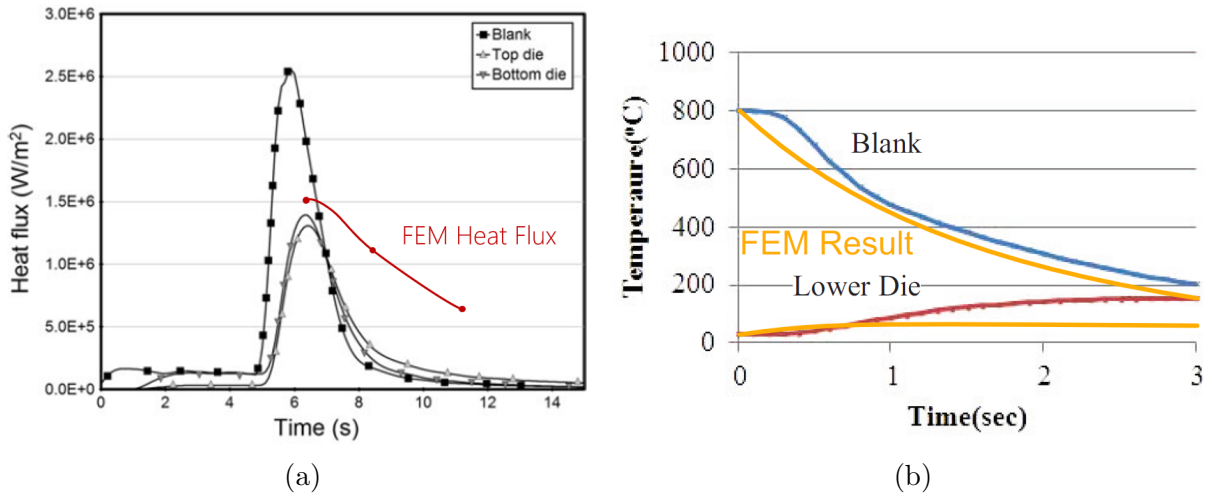 3.0E+6
2.5E+6
2.0E+6
1.5E+6
1.0E+6
5.0E+5
0.0E+0
Heat flux (W/m²)
Blank
Top die
Bottom die
FEM Heat Flux
0 2 4 6 8 10 12 14
Time (s)
(a)
1000
800
600
400
200
0
Temperaure(°C)
Blank
FEM Result
Lower Die
0 1 2 3
Time(sec)
(b)